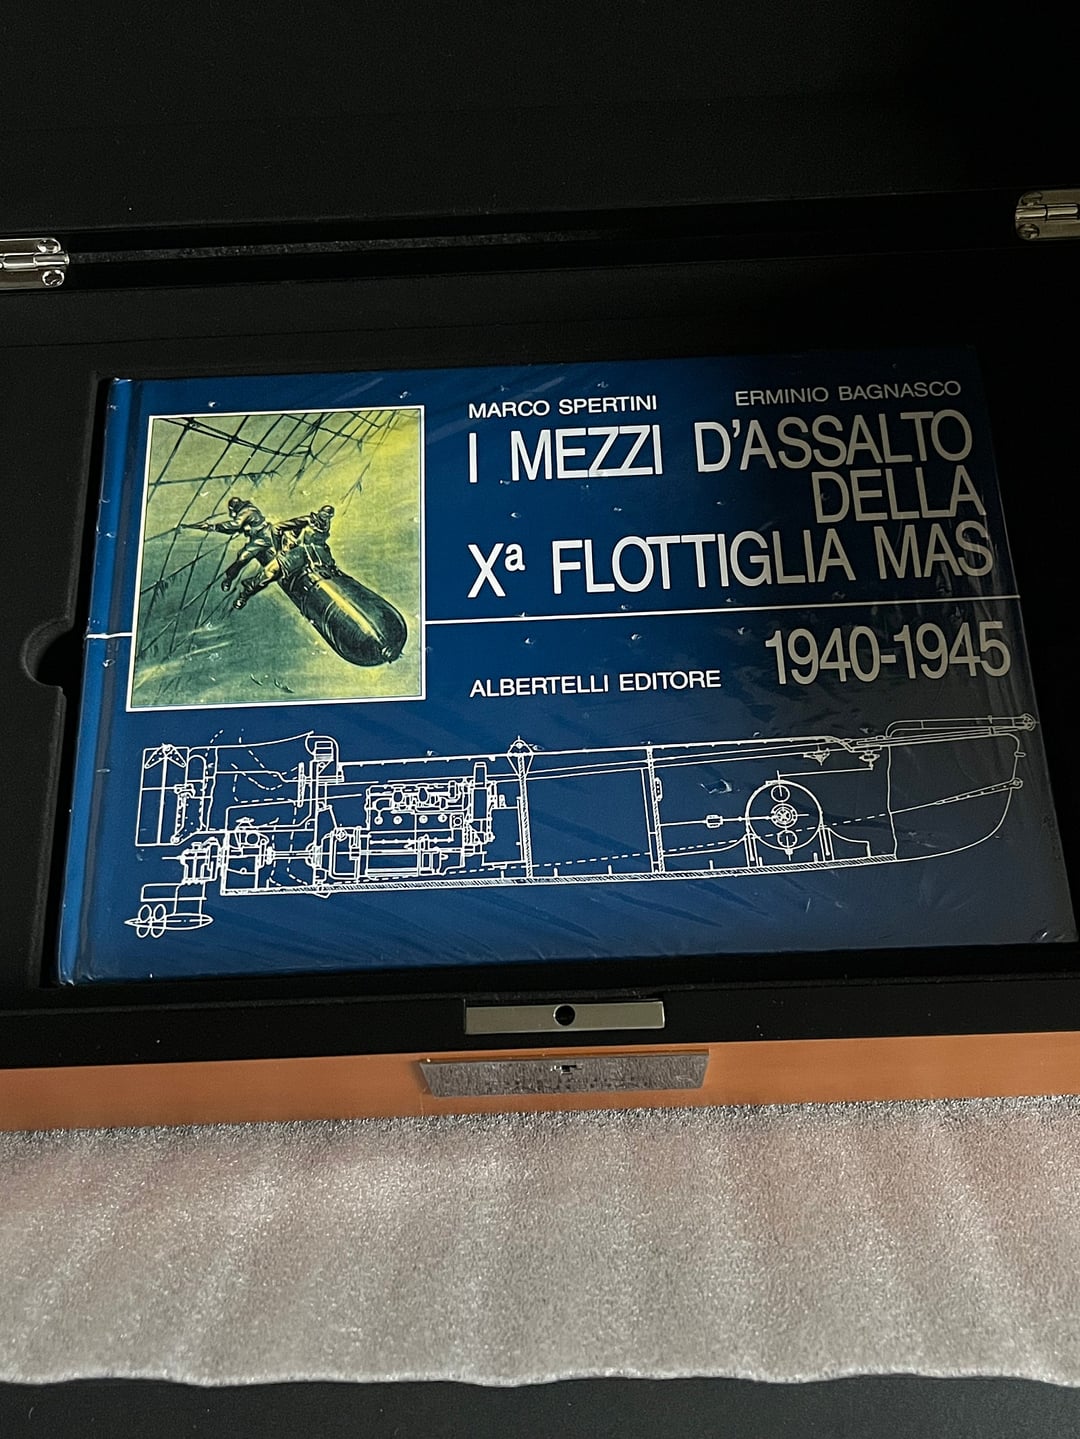 MARCO SPERTINI
ERMINIO BAGNASCO
I MEZZI D'ASSALTO
DELLA
Xª FLOTTIGLIA MAS
1940-1945
ALBERTELLI EDITORE